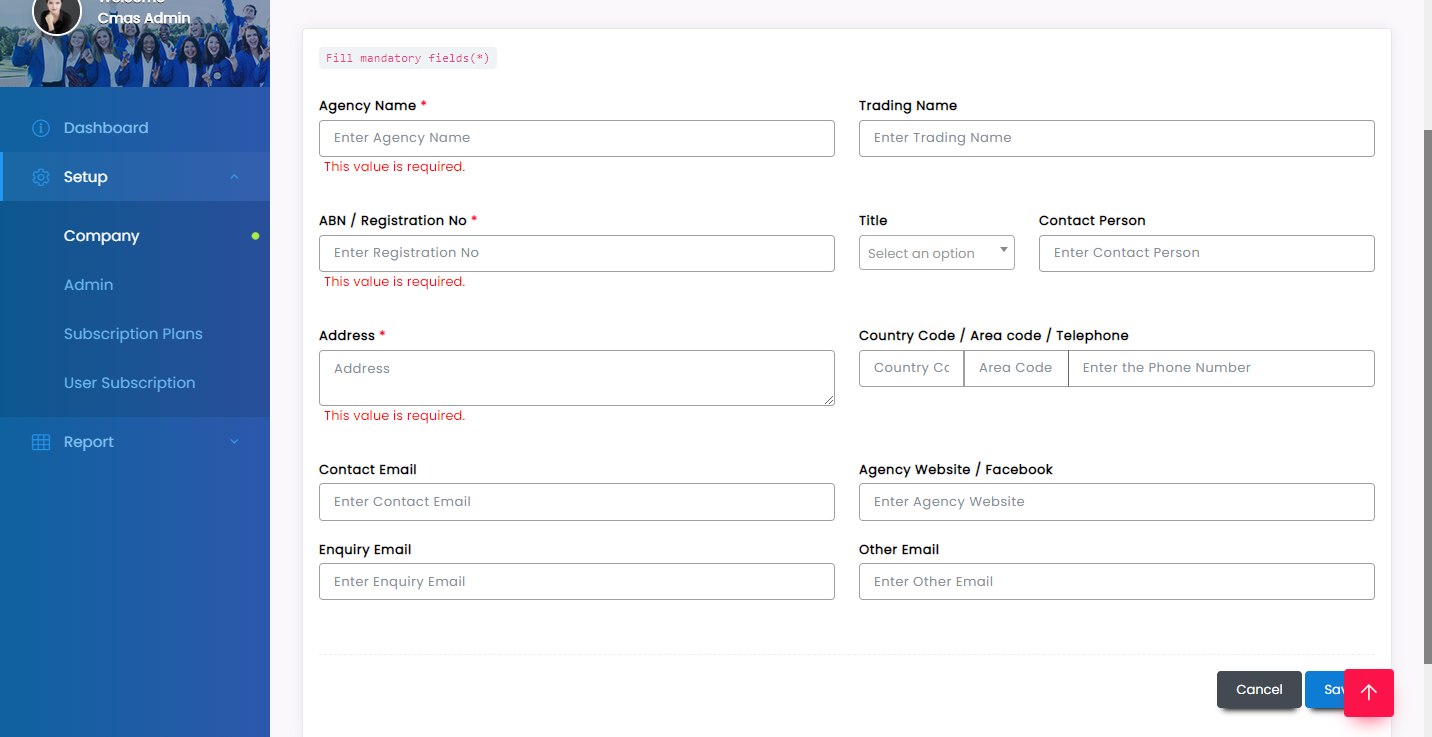 Cmas Admin
Dashboard
Setup
Company
Admin
Subscription Plans
User Subscription
Report
Fill mandatory fields(*)
Agency Name *
Enter Agency Name
This value is required.
Trading Name
Enter Trading Name
ABN / Registration No *
Enter Registration No
This value is required.
Title
Select an option
Contact Person
Enter Contact Person
Address *
Address
This value is required.
Country Code / Area code / Telephone
Country Co Area Code Enter the Phone Number
Contact Email
Enter Contact Email
Agency Website / Facebook
Enter Agency Website
Enquiry Email
Enter Enquiry Email
Other Email
Enter Other Email
Cancel Sav